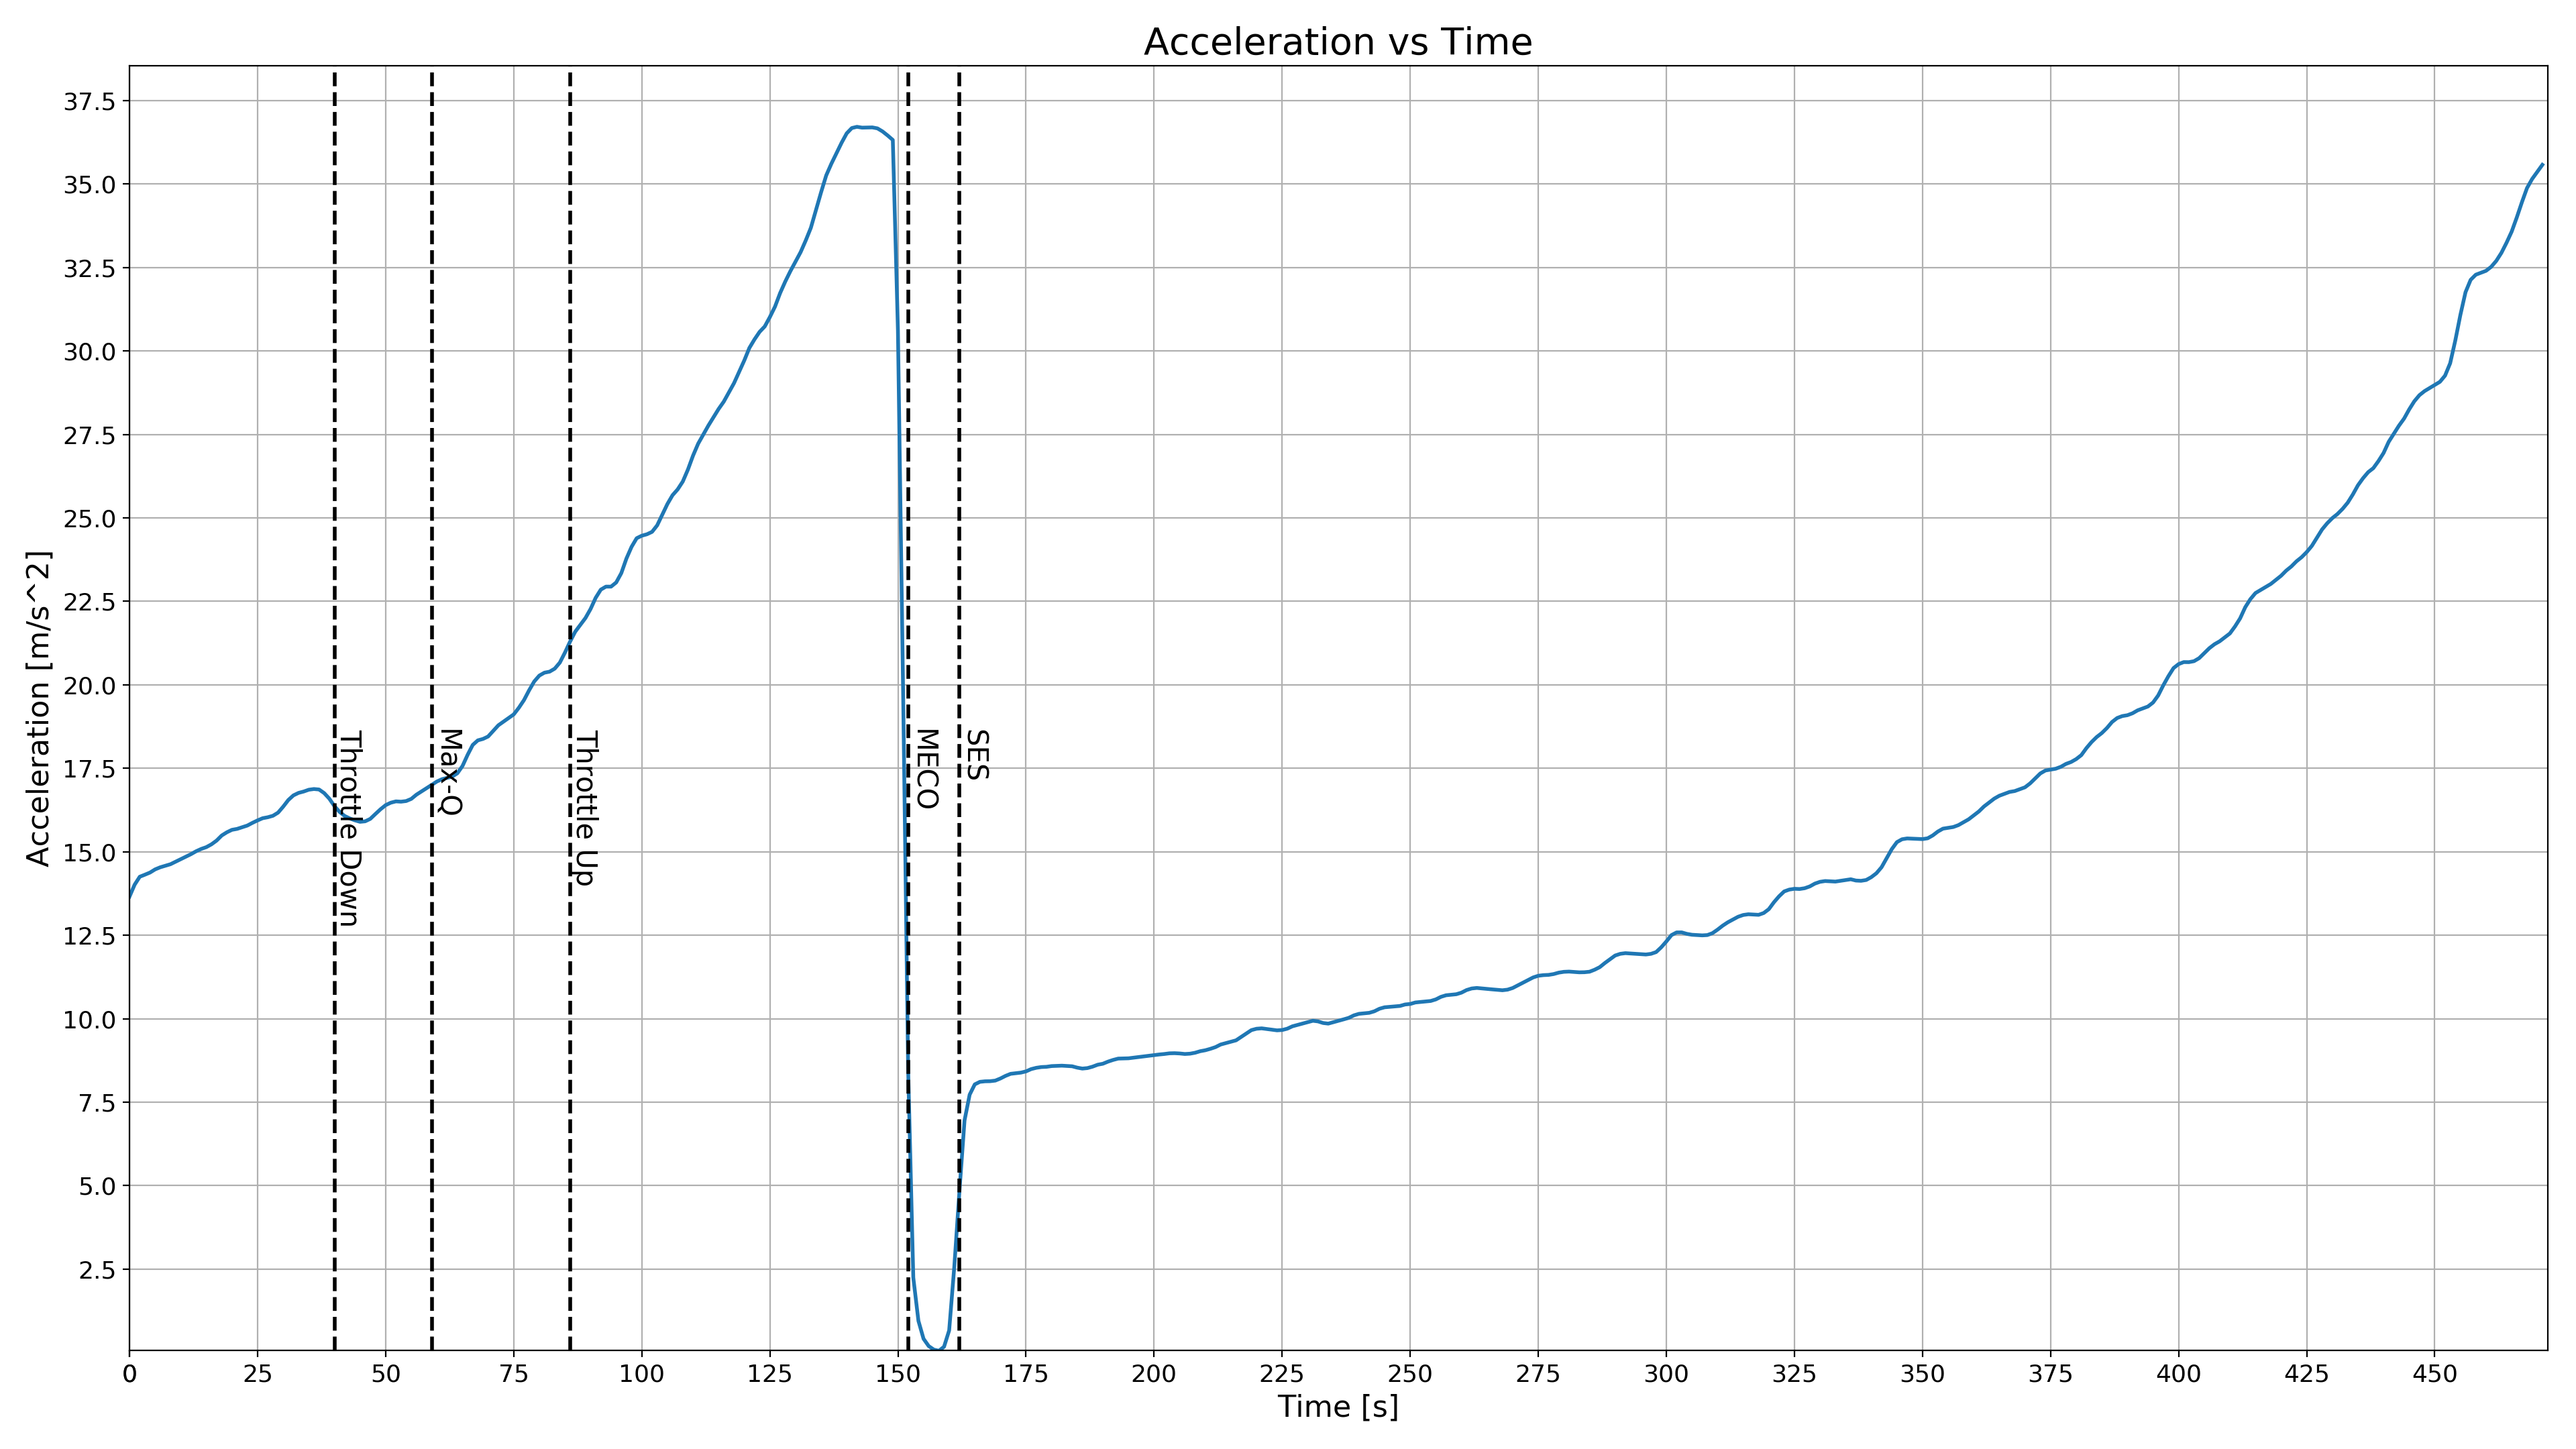 Acceleration vs Time
Acceleration [m/s^2]
37.5
35.0
32.5
30.0
27.5
25.0
22.5
20.0
17.5
15.0
12.5
10.0
7.5
5.0
2.5
Throttle Down
Max-Q
Throttle Up
MECO
SES
0 25 50 75 100 125 150 175 200 225 250 275 300 325 350 375 400 425 450
Time [s]